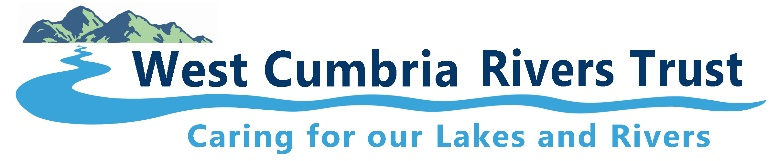 West Cumbria Rivers Trust
Caring for our Lakes and Rivers